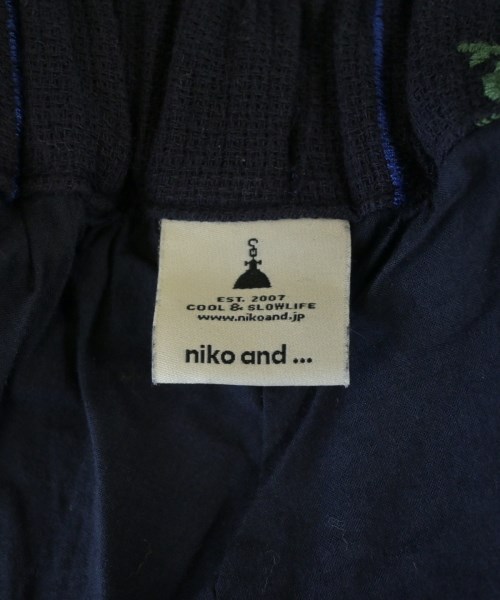 EST. 2007
COOL & SLOWLIFE
www.nikoand.jp
niko and ...